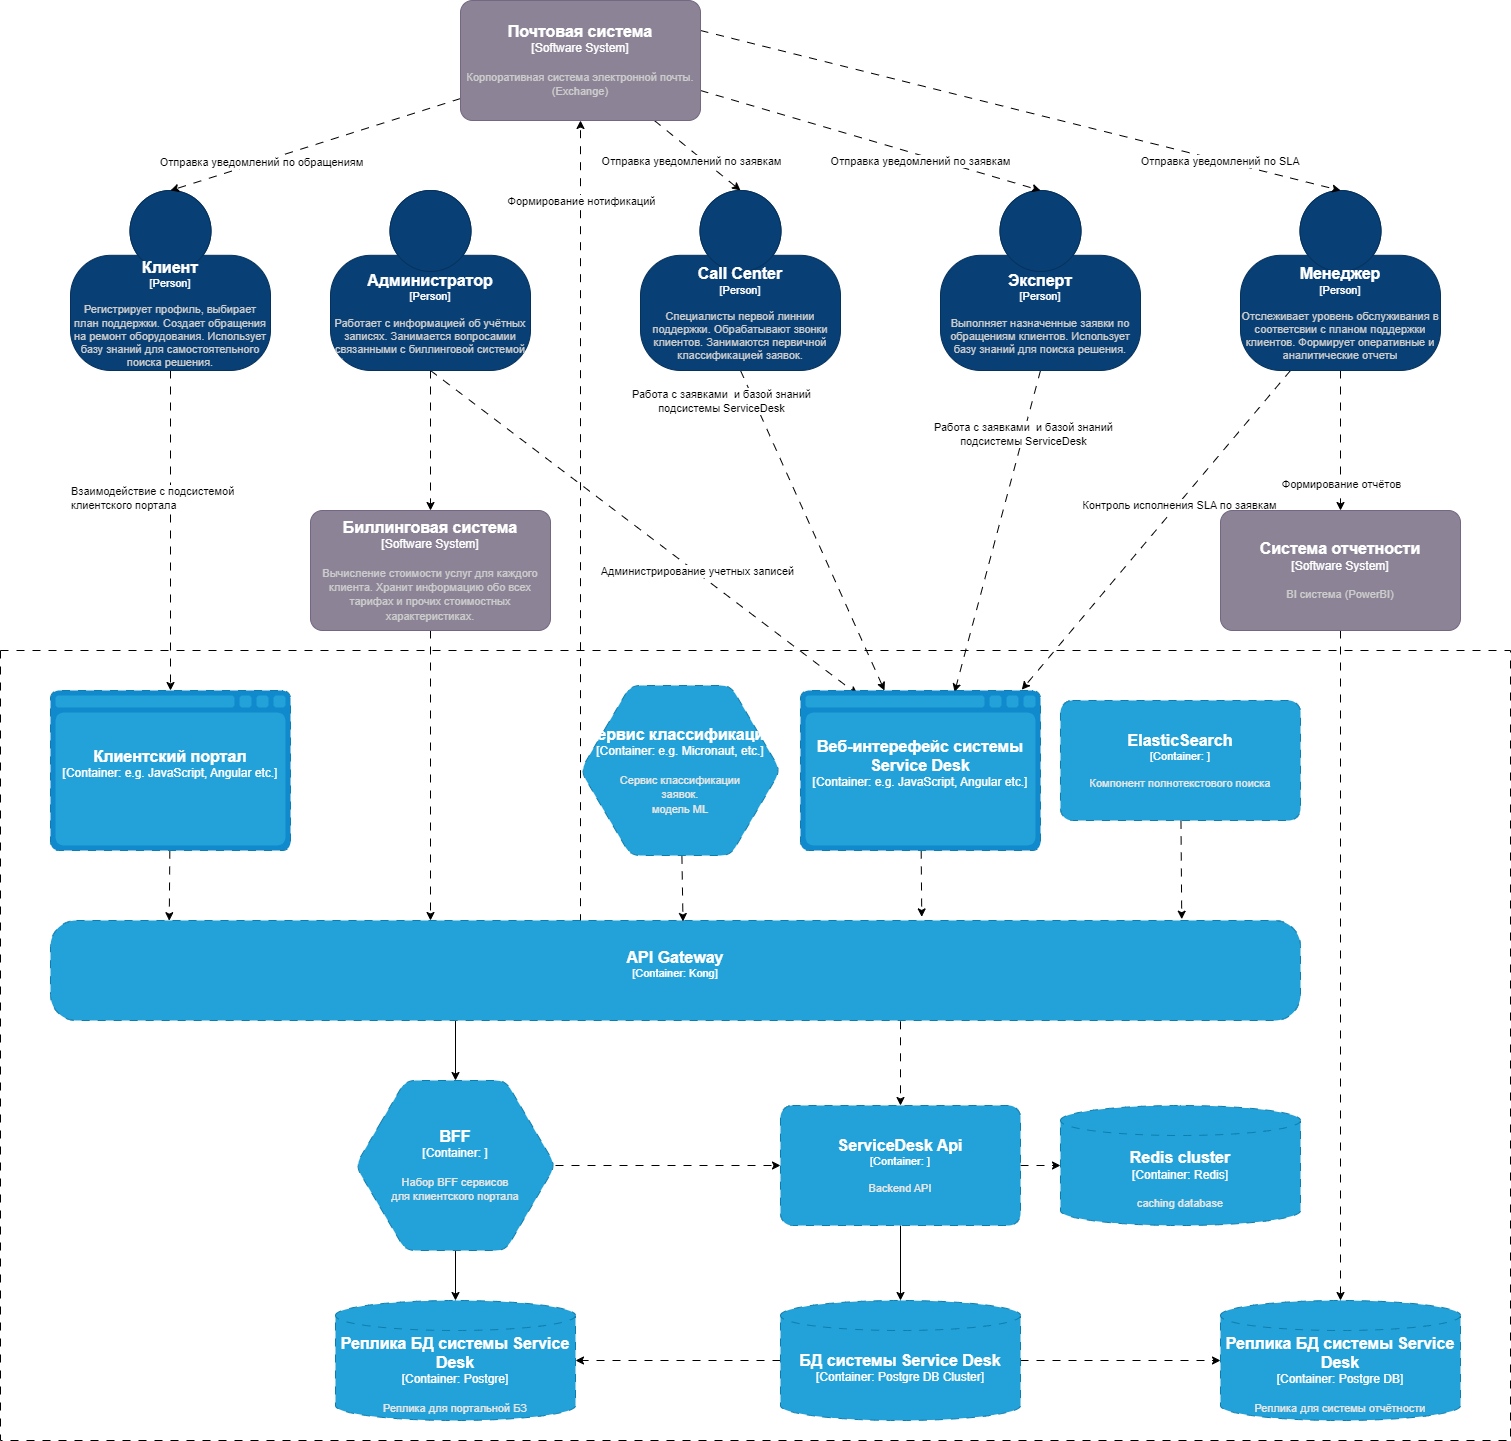 Почтовая система
[Software System]
Корпоративная система электронной почты.
(Exchange)
Отправка уведомлений по обращениям
Отправка уведомлений по заявкам
Отправка уведомлений по заявкам
Отправка уведомлений по SLA
Формирование нотификаций
Клиент
[Person]
Регистрирует профиль, выбирает
план поддержки. Создает обращения
на ремонт оборудования. Использует
базу знаний для самостоятельного
поиска решения.
Администратор
[Person]
Работает с информацией об учётных
записях. Занимается вопросамии
связанными с биллинговой системой
Call Center
[Person]
Специалисты первой линнии
поддержки. Обрабатывают звонки
клиентов. Занимаются первичной
классификацией заявок.
Эксперт
[Person]
Выполняет назначенные заявки по
обращениям клиентов. Использует
базу знаний для поиска решения.
Менеджер
[Person]
Отслеживает уровень обслуживания в
соответсвии с планом поддержки
клиентов. Формирует оперативные и
аналитические отчеты
Работа с заявками  и базой знаний
подсистемы ServiceDesk
Работа с заявками  и базой знаний
подсистемы ServiceDesk
Взаимодействие с подсистемой
клиентского портала
Формирование отчётов
Контроль исполнения SLA по заявкам
Администрирование учетных записей
Биллинговая система
[Software System]
Вычисление стоимости услуг для каждого
клиента. Хранит информацию обо всех
тарифах и прочих стоимостных
характеристиках.
Система отчетности
[Software System]
BI система (PowerBI)
Клиентский портал
[Container: e.g. JavaScript, Angular etc.]
ервис классификаци
[Container: e.g. Micronaut, etc.]
Сервис классификации
заявок.
модель ML
Веб-интерефейс системы
Service Desk
[Container: e.g. JavaScript, Angular etc.]
ElasticSearch
[Container: ]
Компонент полнотекстового поиска
API Gateway
[Container: Kong]
BFF
[Container: ]
Набор BFF сервисов
для клиентского портала
ServiceDesk Api
[Container: ]
Backend API
Redis cluster
[Container: Redis]
caching database
Реплика БД системы Service
Desk
[Container: Postgre]
Реплика для портальной БЗ
БД системы Service Desk
[Container: Postgre DB Cluster]
Реплика БД системы Service
Desk
[Container: Postgre DB]
Реплика для системы отчётности